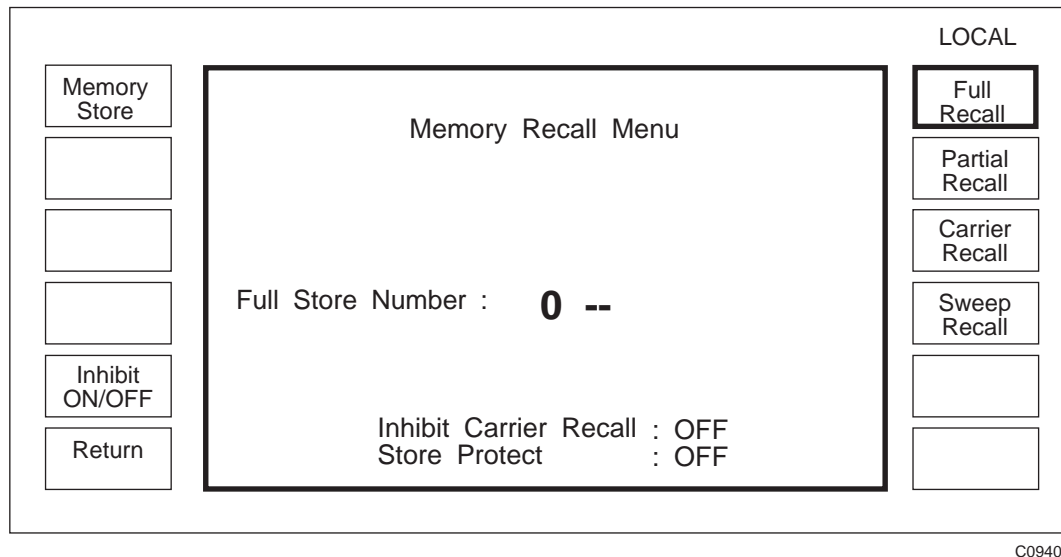 LOCAL
Memory
Store
Memory Recall Menu
Full
Recall
Partial
Recall
Carrier
Recall
Full Store Number : 0 --
Sweep
Recall
Inhibit
ON/OFF
Inhibit Carrier Recall : OFF
Return
Store Protect : OFF
C0940